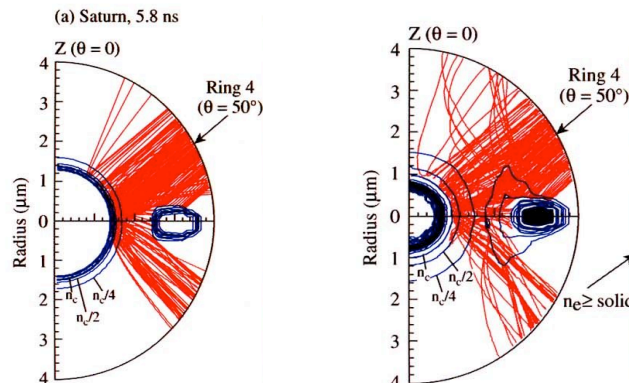 (a) Saturn, 5.8 ns
Z (θ = 0)
Ring 4
(θ = 50°)
Radius (μm)
4
3
2
1
0
1
2
3
4
n_c
n_c/2
n_c/4
Z (θ = 0)
Ring 4
(θ = 50°)
Radius (μm)
4
3
2
1
0
1
2
3
4
n_c
n_c/2
n_c/4
n_e ≥ solid